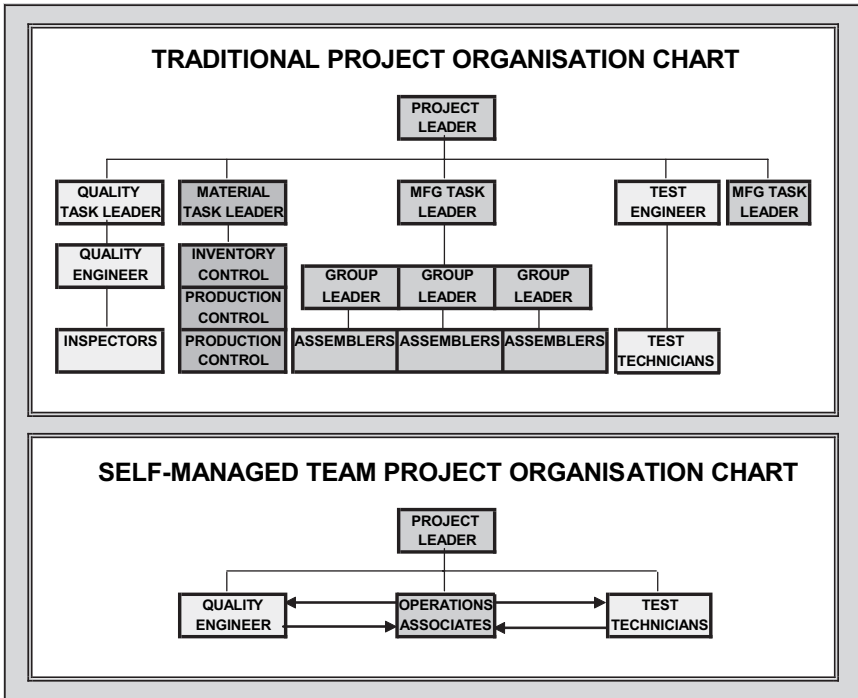 TRADITIONAL PROJECT ORGANISATION CHART
PROJECT
LEADER
QUALITY
TASK LEADER
MATERIAL
TASK LEADER
MFG TASK
LEADER
TEST
ENGINEER
MFG TASK
LEADER
QUALITY
ENGINEER
INVENTORY
CONTROL
GROUP
LEADER
GROUP
LEADER
GROUP
LEADER
PRODUCTION
CONTROL
INSPECTORS
PRODUCTION
CONTROL
ASSEMBLERS
ASSEMBLERS
ASSEMBLERS
TEST
TECHNICIANS
SELF-MANAGED TEAM PROJECT ORGANISATION CHART
PROJECT
LEADER
QUALITY
ENGINEER
OPERATIONS
ASSOCIATES
TEST
TECHNICIANS